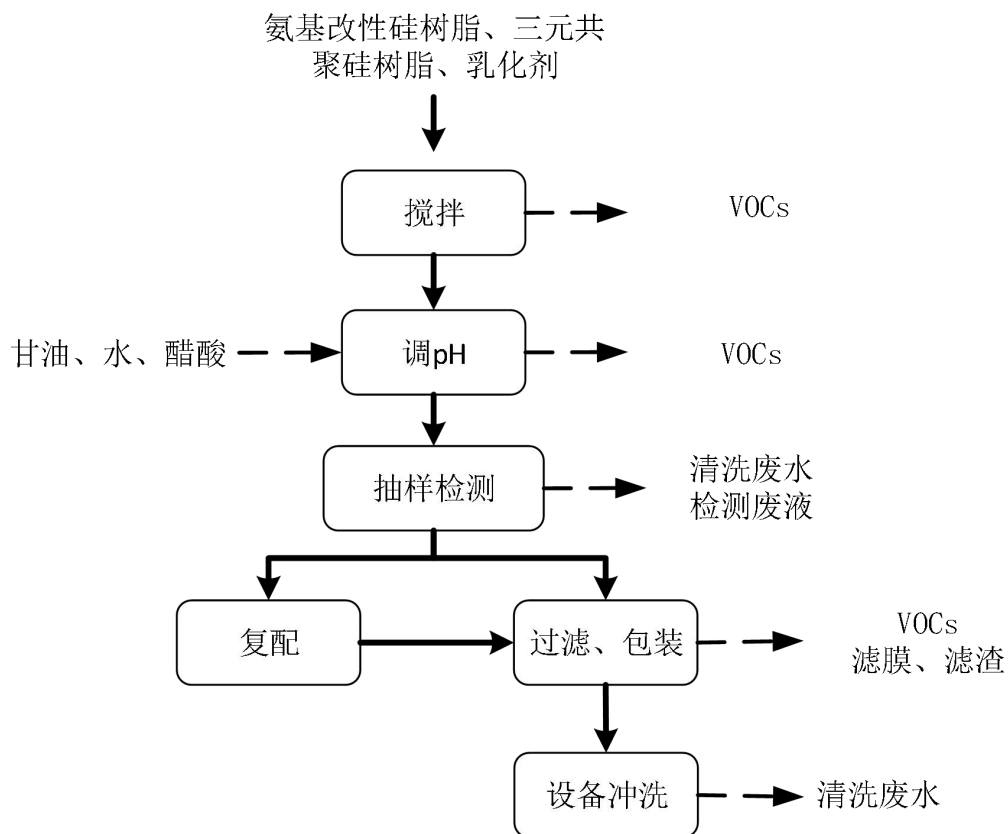 氨基改性硅树脂、三元共
聚硅树脂、乳化剂
搅拌
VOCs
甘油、水、醋酸
调pH
VOCs
抽样检测
清洗废水
检测废液
复配
过滤、包装
VOCs
滤膜、滤渣
设备冲洗
清洗废水